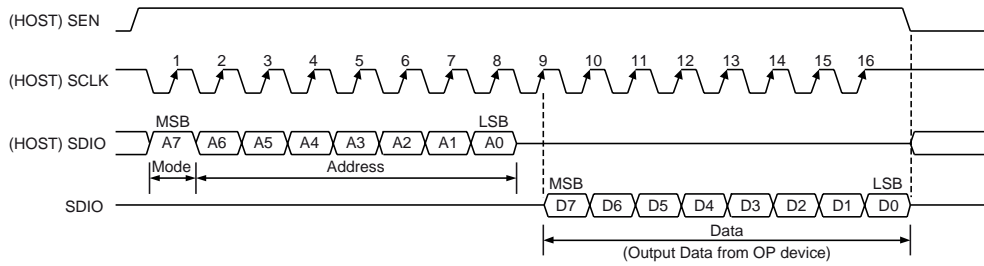 (HOST) SEN
1 2 3 4 5 6 7 8 9 10 11 12 13 14 15 16
(HOST) SCLK
MSB LSB
(HOST) SDIO A7 A6 A5 A4 A3 A2 A1 A0
Mode Address
MSB LSB
SDIO D7 D6 D5 D4 D3 D2 D1 D0
Data
(Output Data from OP device)